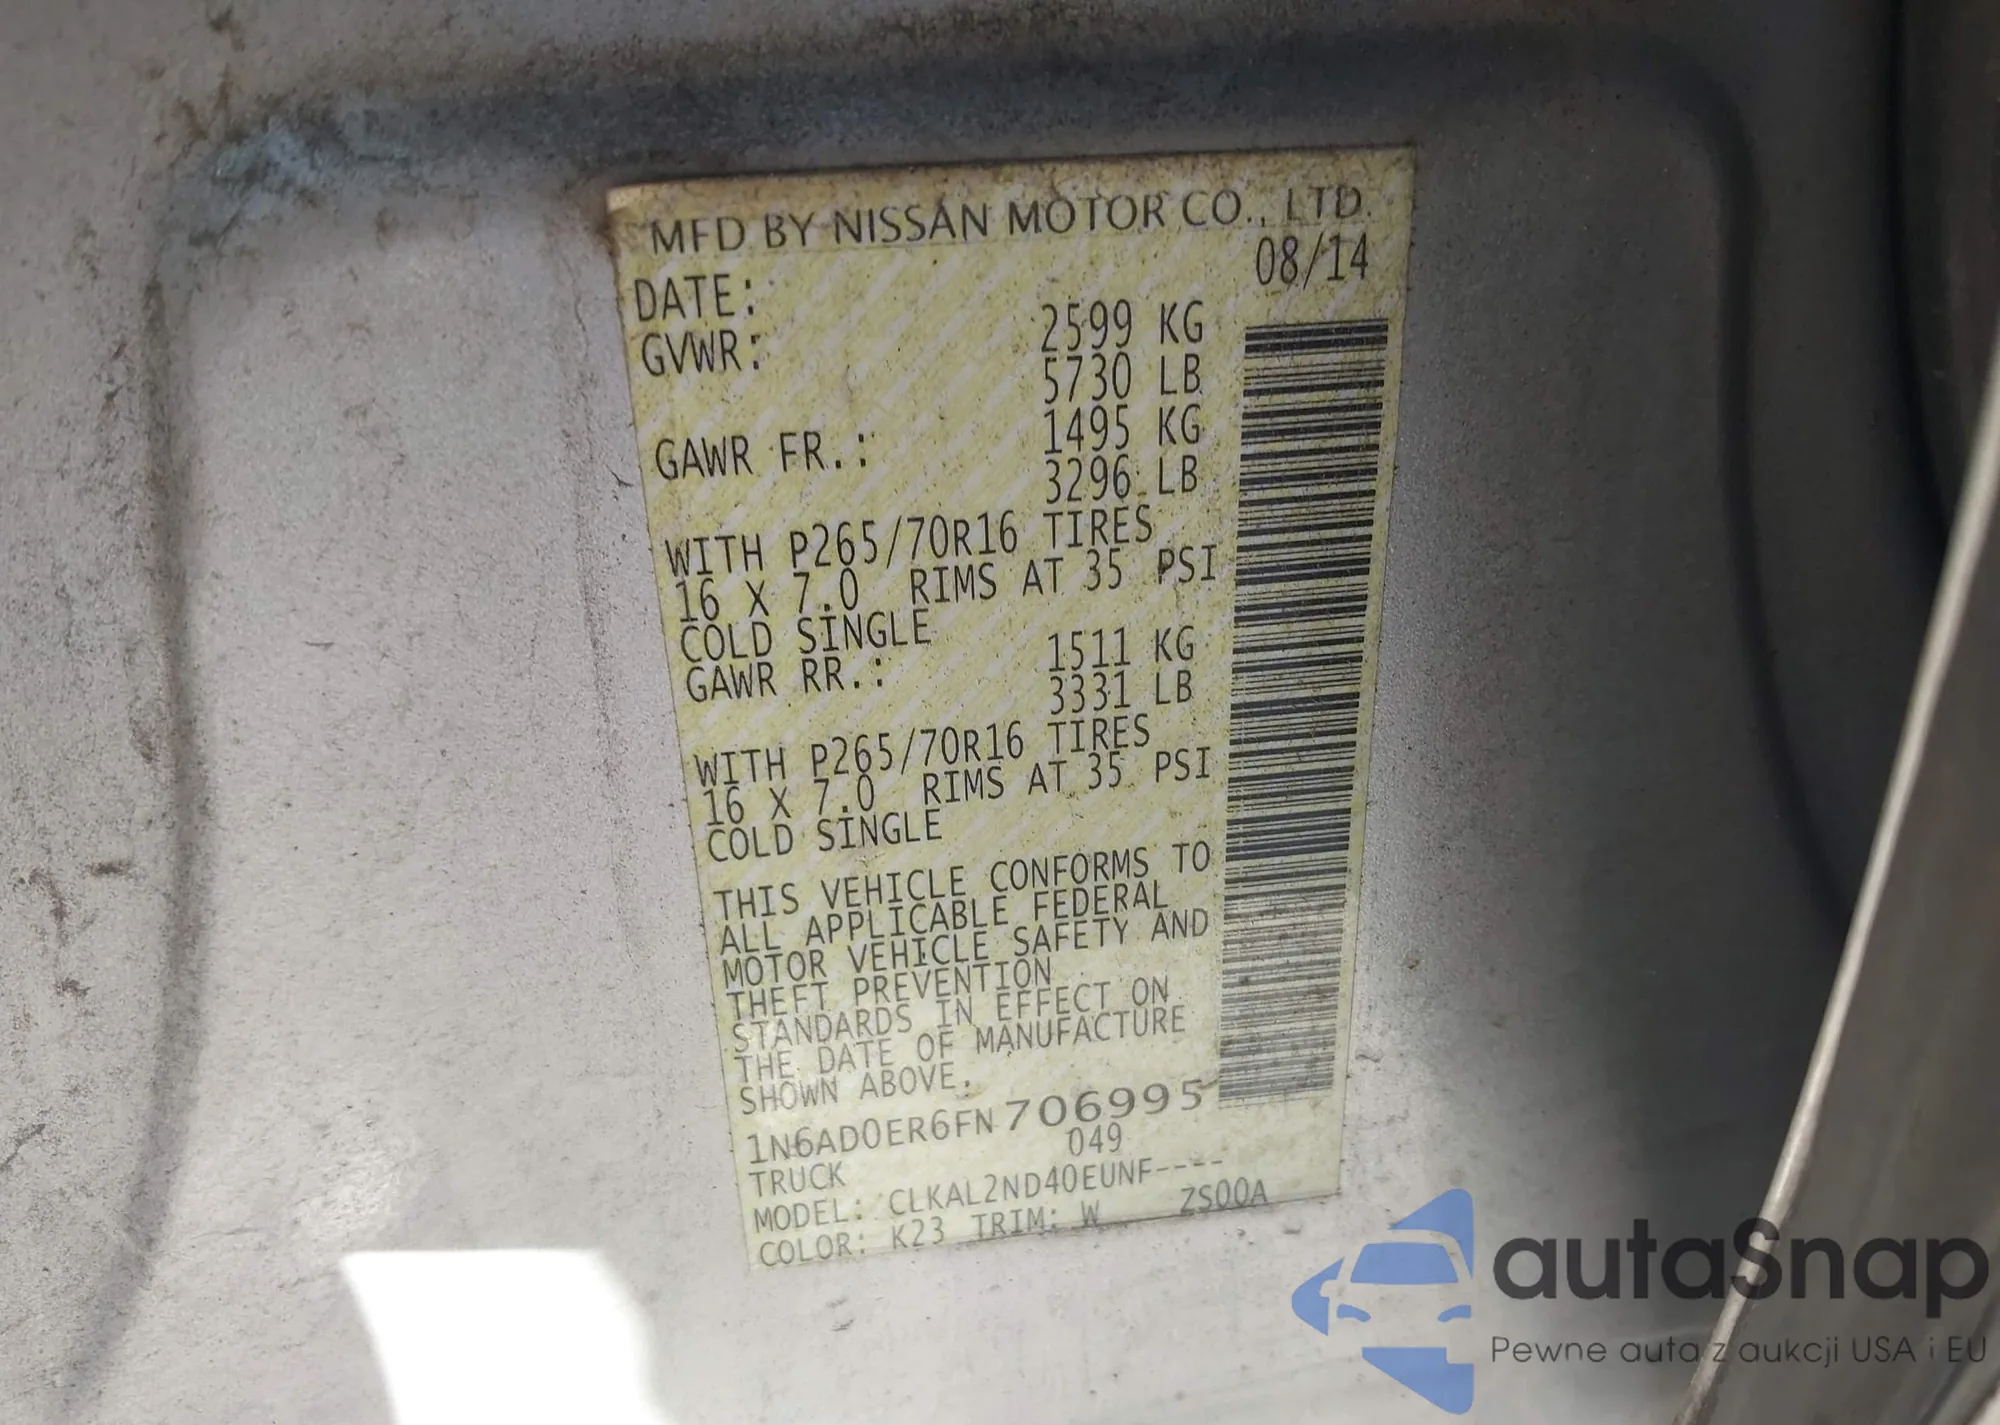 MFD BY NISSAN MOTOR CO., LTD.
DATE: 08/14
GVWR: 2599 KG
5730 LB
GAWR FR.: 1495 KG
3296 LB
WITH P265/70R16 TIRES
16 X 7.0 RIMS AT 35 PSI
COLD SINGLE
GAWR RR.: 1511 KG
3331 LB
WITH P265/70R16 TIRES
16 X 7.0 RIMS AT 35 PSI
COLD SINGLE
THIS VEHICLE CONFORMS TO
ALL APPLICABLE FEDERAL
MOTOR VEHICLE SAFETY AND
THEFT PREVENTION
STANDARDS IN EFFECT ON
THE DATE OF MANUFACTURE
SHOWN ABOVE.
1N6AD0ER6FN706995
TRUCK 049
MODEL: CLKAL2ND40EUNF----
COLOR: K23 TRIM: W ZS00A
autaSnap
Pewne auta z aukcji USA i EU